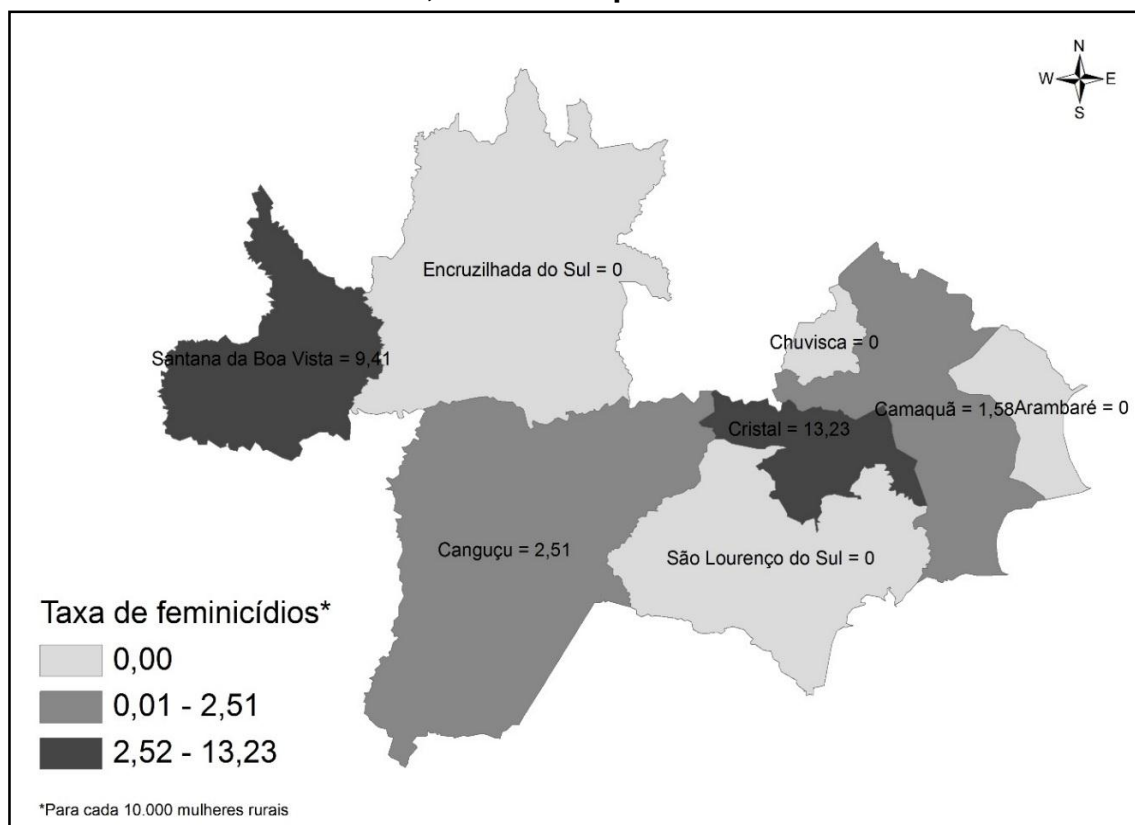 N
W E
S
Encruzilhada do Sul = 0
Santana da Boa Vista = 9,41
Chuvisca = 0
Camaquã = 1,58
Arambaré = 0
Cristal = 13,23
Canguçu = 2,51
São Lourenço do Sul = 0
Taxa de feminicídios*
0,00
0,01 - 2,51
2,52 - 13,23
*Para cada 10.000 mulheres rurais